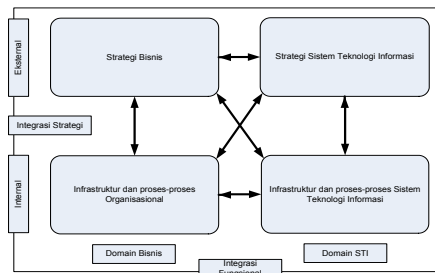 Eksternal
Strategi Bisnis
Strategi Sistem Teknologi Informasi
Integrasi Strategi
Internal
Infrastruktur dan proses-proses
Organisasional
Infrastruktur dan proses-proses Sistem
Teknologi Informasi
Domain Bisnis
Domain STI
Integrasi
Fungsional